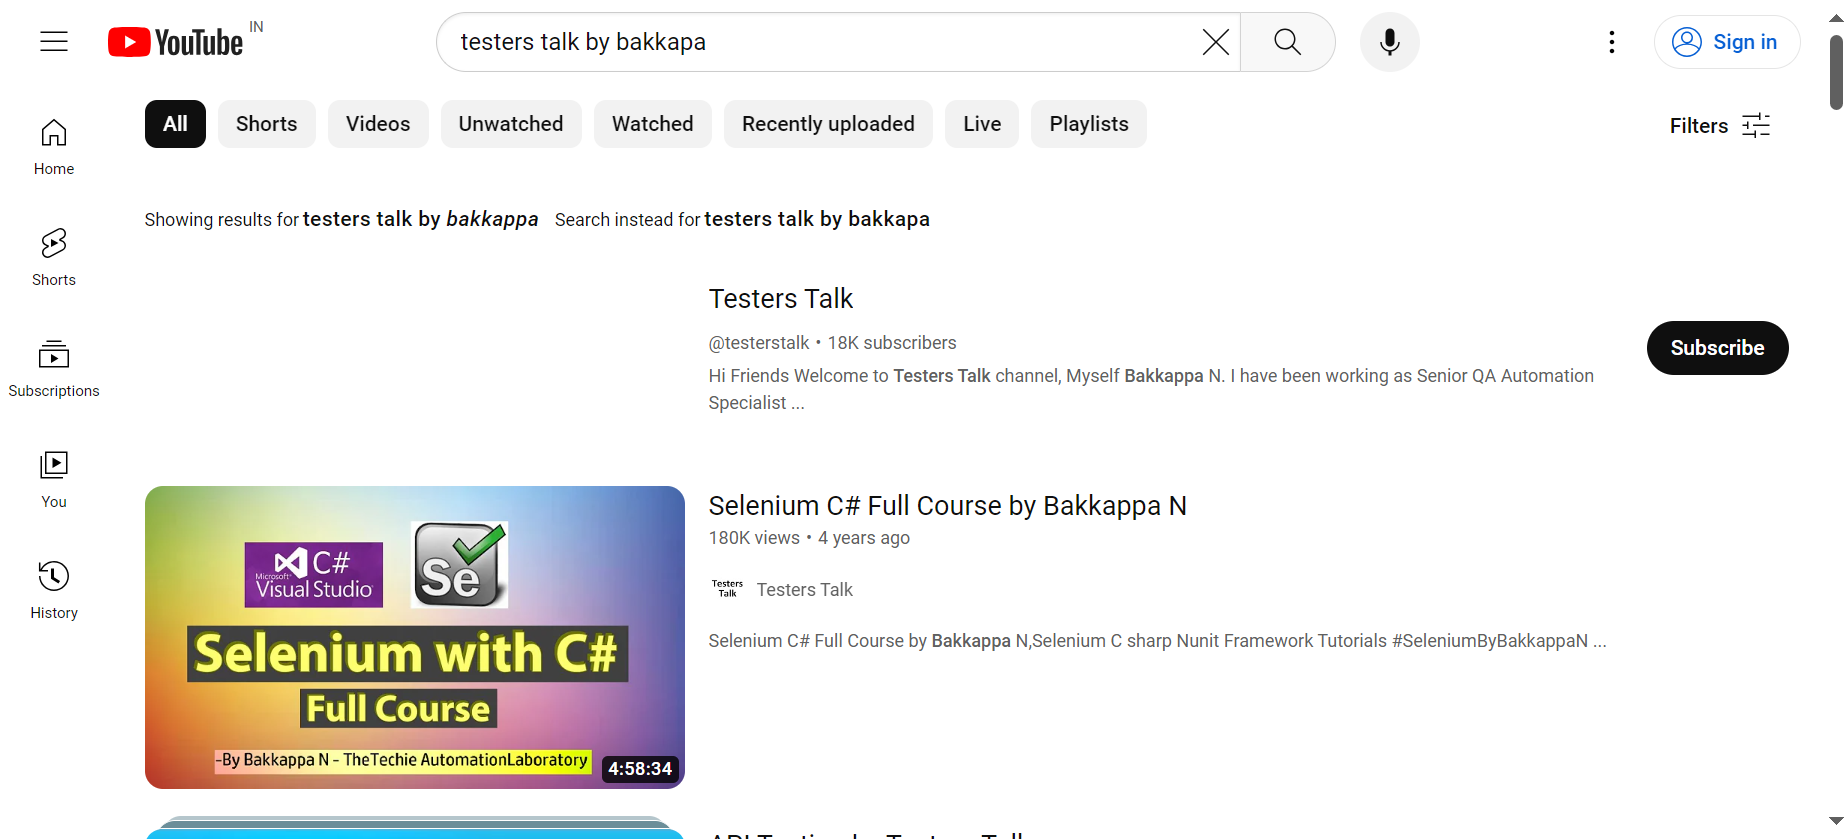 YouTube IN
testers talk by bakkapa
Sign in
All Shorts Videos Unwatched Watched Recently uploaded Live Playlists
Filters
Home
Shorts
Subscriptions
You
History
Showing results for testers talk by bakkappa Search instead for testers talk by bakkapa
Testers Talk
@testerstalk • 18K subscribers
Hi Friends Welcome to Testers Talk channel, Myself Bakkappa N. I have been working as Senior QA Automation
Specialist ...
Subscribe
C#
Microsoft
Visual Studio
Se
Selenium with C#
Full Course
-By Bakkappa N - TheTechie AutomationLaboratory
4:58:34
Selenium C# Full Course by Bakkappa N
180K views • 4 years ago
Testers
Talk
Testers Talk
Selenium C# Full Course by Bakkappa N,Selenium C sharp Nunit Framework Tutorials #SeleniumByBakkappaN ...